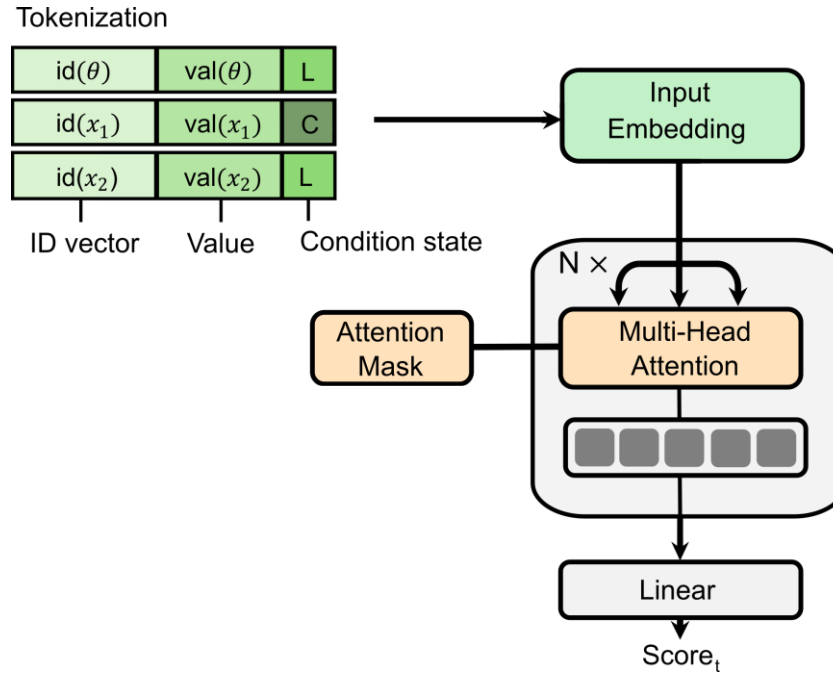 Tokenization
id(θ) val(θ) L
id(x₁) val(x₁) C
id(x₂) val(x₂) L
ID vector Value Condition state
Input
Embedding
N ×
Attention
Mask
Multi-Head
Attention
Linear
Scoreₜ